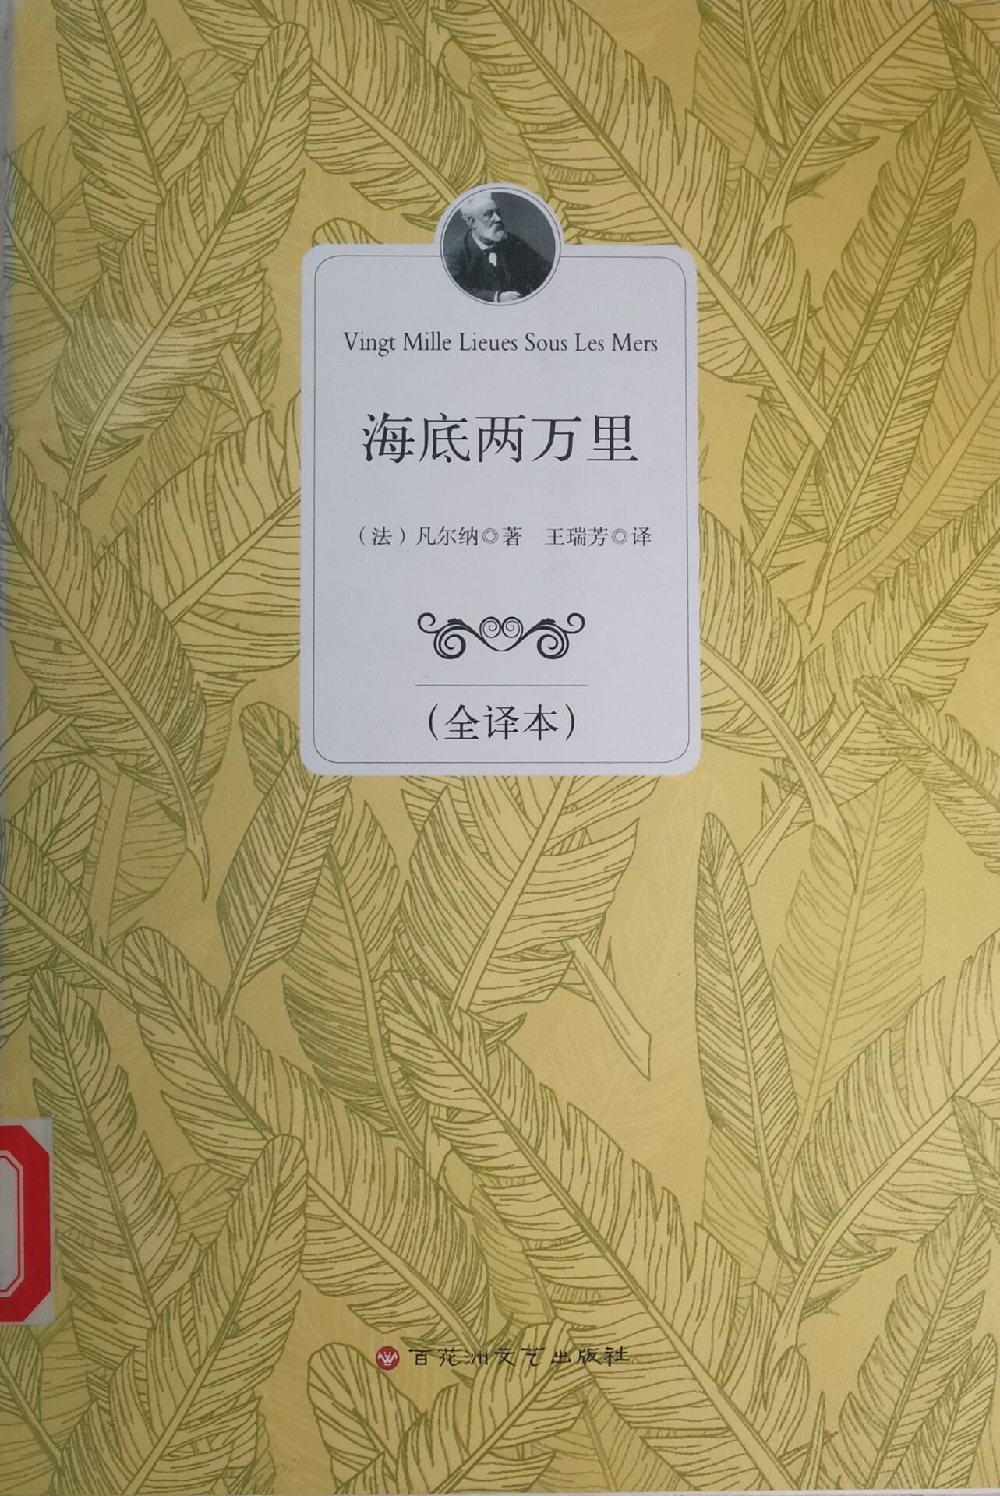 Vingt Mille Lieues Sous Les Mers
海底两万里
（法）凡尔纳◎著 王瑞芳◎译
（全译本）
百花洲文艺出版社